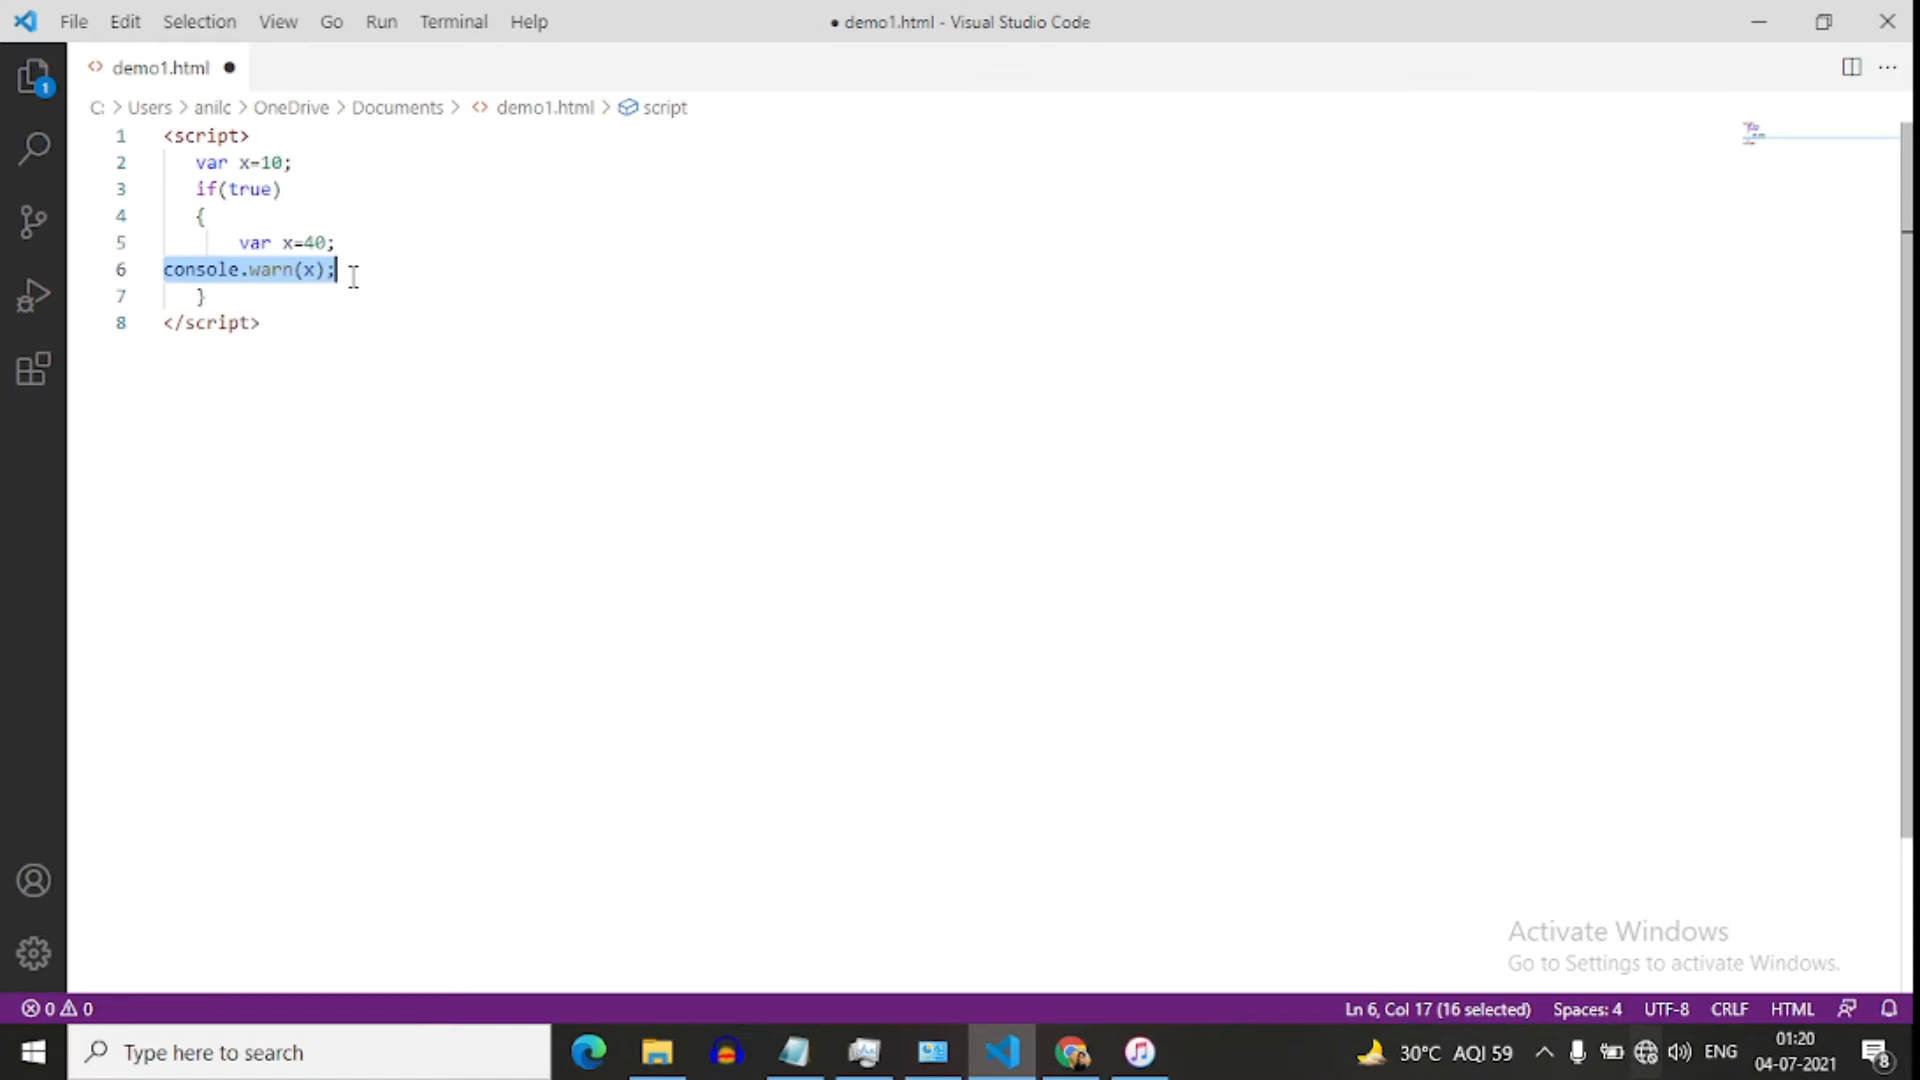 File Edit Selection View Go Run Terminal Help
● demo1.html - Visual Studio Code
demo1.html ●
1
C: > Users > anilc > OneDrive > Documents > demo1.html > script
1 <script>
2 var x=10;
3 if(true)
4 {
5 var x=40;
6 console.warn(x);
7 }
8 </script>
Activate Windows
Go to Settings to activate Windows.
0 0 Ln 6, Col 17 (16 selected) Spaces: 4 UTF-8 CRLF HTML
Type here to search
30°C AQI 59 ENG
01:20
04-07-2021
8